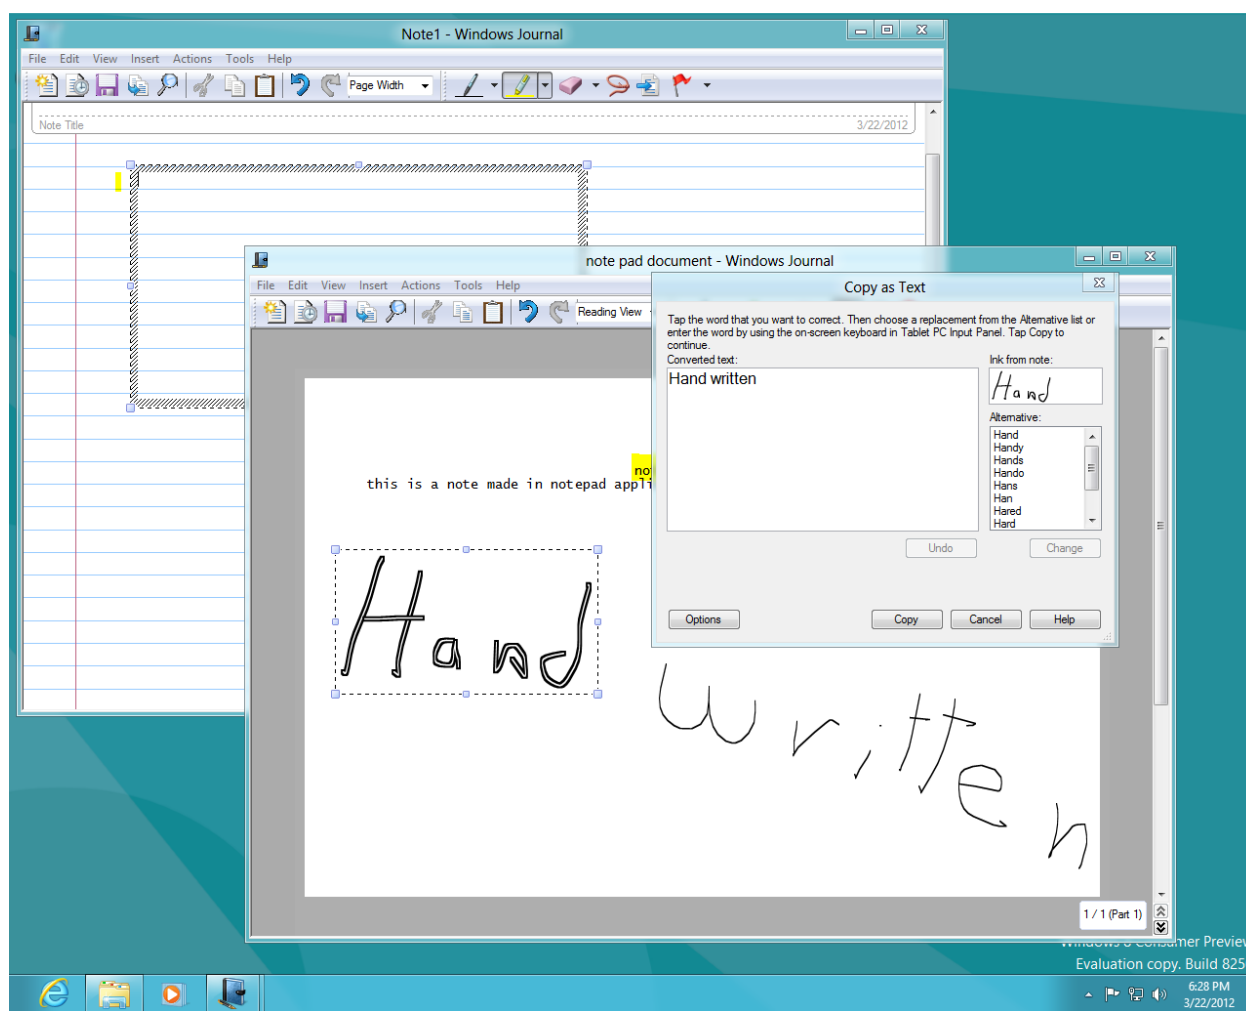 Note1 - Windows Journal
File Edit View Insert Actions Tools Help
Page Width
Note Title
3/22/2012
note pad document - Windows Journal
File Edit View Insert Actions Tools Help
Reading View
this is a note made in notepad appli
Hand
written
Copy as Text
Tap the word that you want to correct. Then choose a replacement from the Alternative list or
enter the word by using the on-screen keyboard in Tablet PC Input Panel. Tap Copy to
continue.
Converted text:
Hand written
Ink from note:
Hand
Alternative:
Hand
Handy
Hands
Hando
Hans
Han
Hared
Hard
Undo
Change
Options
Copy
Cancel
Help
1 / 1 (Part 1)
Evaluation copy. Build 825
6:28 PM
3/22/2012